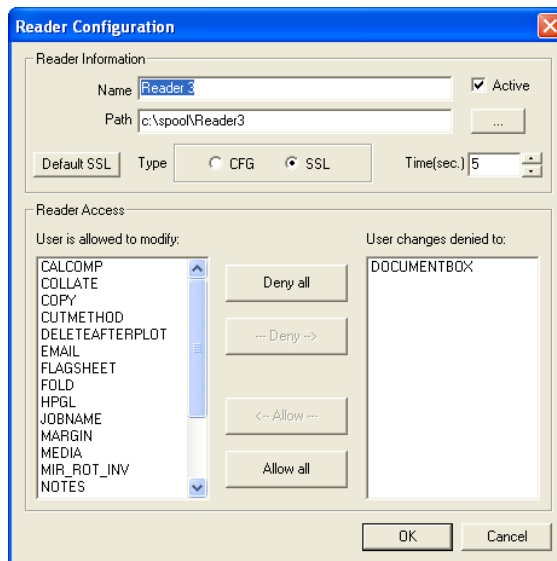 Reader Configuration
Reader Information
Name Reader 3 Active
Path c:\spool\Reader3 ...
Default SSL Type CFG SSL Time(sec.) 5
Reader Access
User is allowed to modify: User changes denied to:
CALCOMP
COLLATE
COPY
CUTMETHOD
DELETEAFTERPLOT
EMAIL
FLAGSHEET
FOLD
HPGL
JOBNAME
MARGIN
MEDIA
MIR_ROT_INV
NOTES
Deny all
--- Deny -->
<-- Allow ---
Allow all
DOCUMENTBOX
OK Cancel